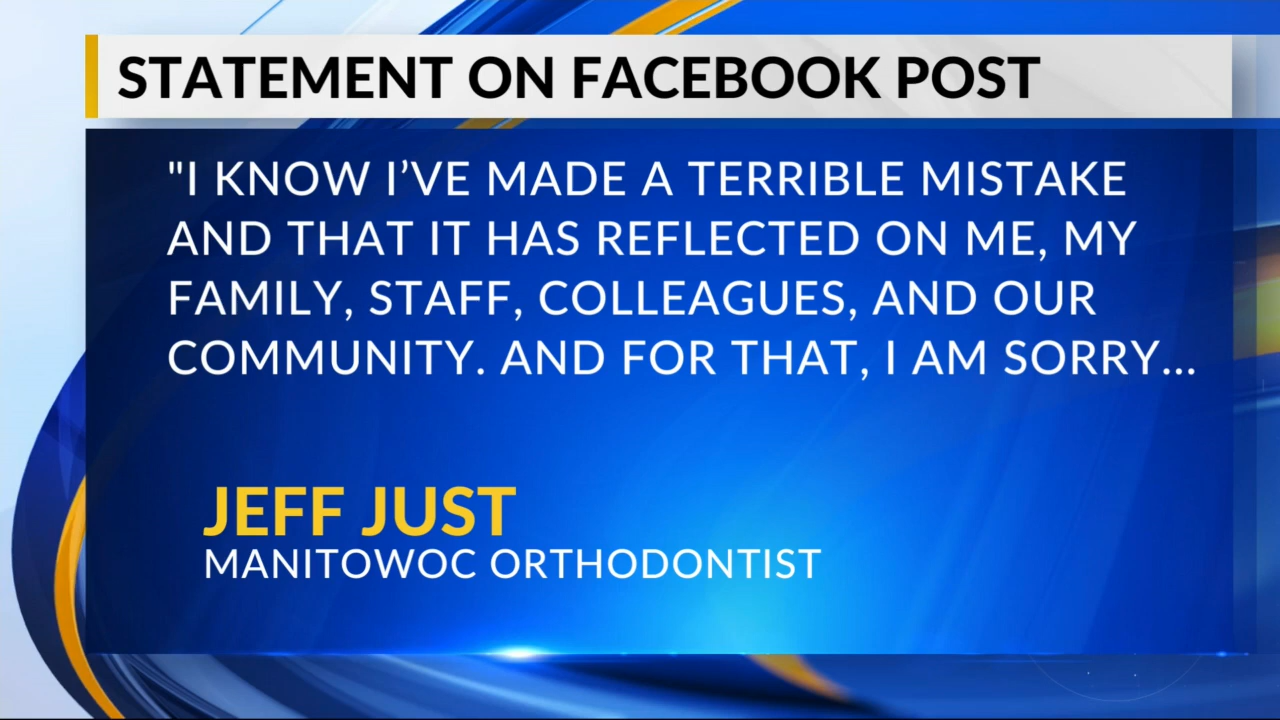 STATEMENT ON FACEBOOK POST
"I KNOW I’VE MADE A TERRIBLE MISTAKE
AND THAT IT HAS REFLECTED ON ME, MY
FAMILY, STAFF, COLLEAGUES, AND OUR
COMMUNITY. AND FOR THAT, I AM SORRY...
JEFF JUST
MANITOWOC ORTHODONTIST